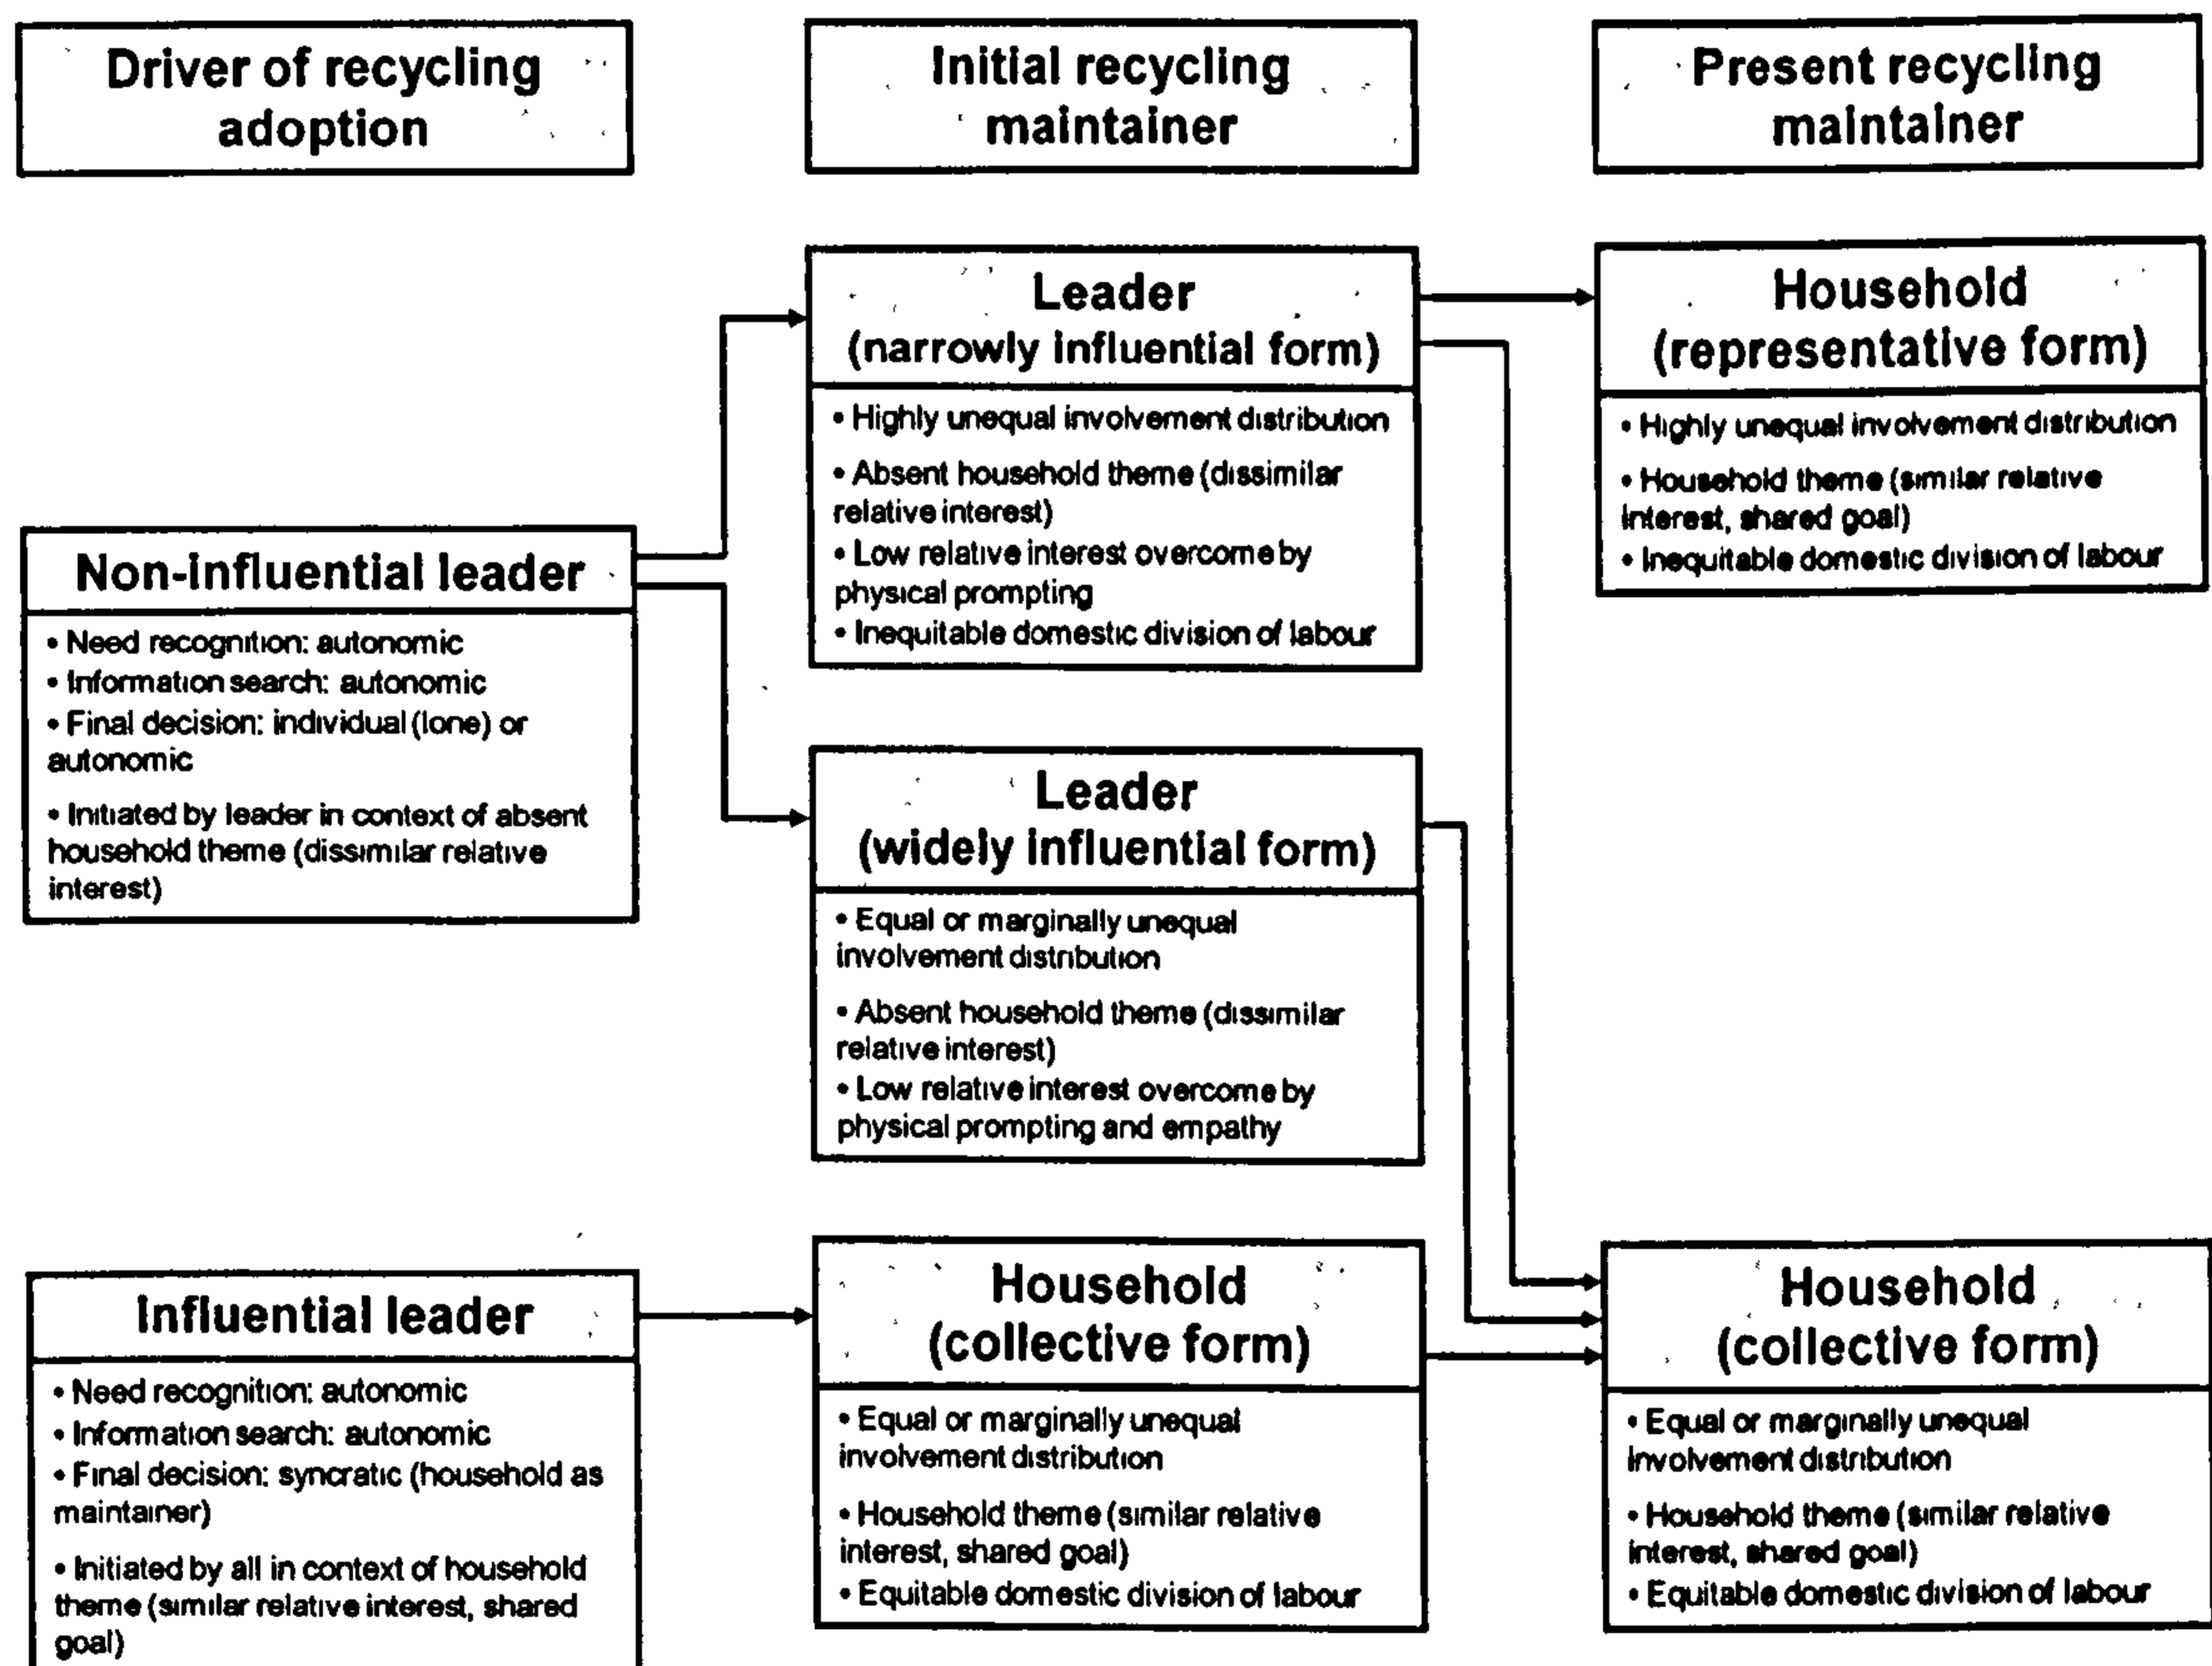 Driver of recycling
adoption
Initial recycling
maintainer
Present recycling
maintainer
Non-influential leader
• Need recognition: autonomic
• Information search: autonomic
• Final decision: individual (lone) or
autonomic
• Initiated by leader in context of absent
household theme (dissimilar relative
interest)
Leader
(narrowly influential form)
• Highly unequal involvement distribution
• Absent household theme (dissimilar
relative interest)
• Low relative interest overcome by
physical prompting
• Inequitable domestic division of labour
Household
(representative form)
• Highly unequal involvement distribution
• Household theme (similar relative
interest, shared goal)
• Inequitable domestic division of labour
Leader
(widely influential form)
• Equal or marginally unequal
involvement distribution
• Absent household theme (dissimilar
relative interest)
• Low relative interest overcome by
physical prompting and empathy
Influential leader
• Need recognition: autonomic
• Information search: autonomic
• Final decision: syncratic (household as
maintainer)
• Initiated by all in context of household
theme (similar relative interest, shared
goal)
Household
(collective form)
• Equal or marginally unequal
involvement distribution
• Household theme (similar relative
interest, shared goal)
• Equitable domestic division of labour
Household
(collective form)
• Equal or marginally unequal
involvement distribution
• Household theme (similar relative
interest, shared goal)
• Equitable domestic division of labour